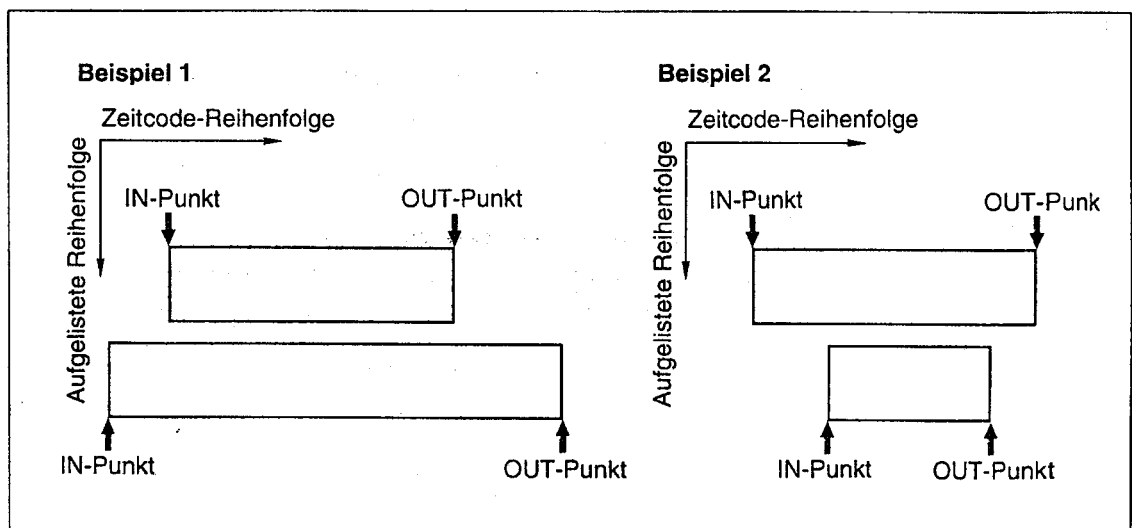 Beispiel 1
Zeitcode-Reihenfolge
Aufgelistete Reihenfolge
IN-Punkt
OUT-Punkt
IN-Punkt
OUT-Punkt
Beispiel 2
Zeitcode-Reihenfolge
Aufgelistete Reihenfolge
IN-Punkt
OUT-Punk
IN-Punkt
OUT-Punkt